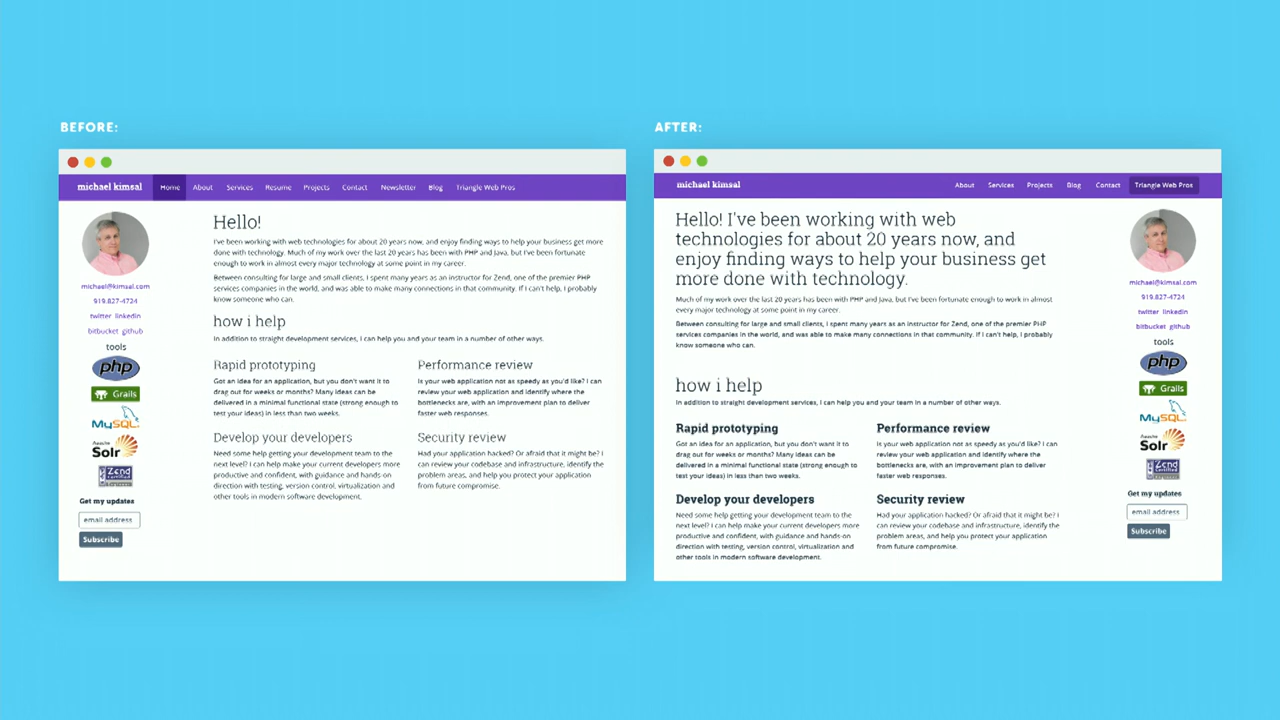 BEFORE:
michael kimsal Home About Services Resume Projects Contact Newsletter Blog Triangle Web Pros
michael@kimsal.com
919.827-4724
twitter linkedin
bitbucket github
tools
php
Grails
MySQL
Apache
Solr
Zend
Get my updates
email address
Subscribe
Hello!
I've been working with web technologies for about 20 years now, and enjoy finding ways to help your business get more
done with technology. Much of my work over the last 20 years has been with PHP and Java, but I've been fortunate
enough to work in almost every major technology at some point in my career.
Between consulting for large and small clients, I spent many years as an instructor for Zend, one of the premier PHP
services companies in the world, and was able to make many connections in that community. If I can't help, I probably
know someone who can.
how i help
In addition to straight development services, I can help you and your team in a number of other ways.
Rapid prototyping
Got an idea for an application, but you don't want it to
drag out for weeks or months? Many ideas can be
delivered in a minimal functional state (strong enough to
test your ideas) in less than two weeks.
Performance review
Is your web application not as speedy as you'd like? I can
review your web application and identify where the
bottlenecks are, with an improvement plan to deliver
faster web responses.
Develop your developers
Need some help getting your development team to the
next level? I can help make your current developers more
productive and confident, with guidance and hands-on
direction with testing, version control, virtualization and
other tools in modern software development.
Security review
Had your application hacked? Or afraid that it might be? I
can review your codebase and infrastructure, identify the
problem areas, and help you protect your application
from future compromise.
AFTER:
michael kimsal About Services Projects Blog Contact Triangle Web Pros
Hello! I've been working with web
technologies for about 20 years now, and
enjoy finding ways to help your business get
more done with technology.
Much of my work over the last 20 years has been with PHP and Java, but I've been fortunate enough to work in almost
every major technology at some point in my career.
Between consulting for large and small clients, I spent many years as an instructor for Zend, one of the premier PHP
services companies in the world, and was able to make many connections in that community. If I can't help, I probably
know someone who can.
how i help
In addition to straight development services, I can help you and your team in a number of other ways.
Rapid prototyping
Got an idea for an application, but you don't want it to
drag out for weeks or months? Many ideas can be
delivered in a minimal functional state (strong enough to
test your ideas) in less than two weeks.
Performance review
Is your web application not as speedy as you'd like? I can
review your web application and identify where the
bottlenecks are, with an improvement plan to deliver
faster web responses.
Develop your developers
Need some help getting your development team to the
next level? I can help make your current developers more
productive and confident, with guidance and hands-on
direction with testing, version control, virtualization and
other tools in modern software development.
Security review
Had your application hacked? Or afraid that it might be? I
can review your codebase and infrastructure, identify the
problem areas, and help you protect your application
from future compromise.
michael@kimsal.com
919.827-4724
twitter linkedin
bitbucket github
tools
php
Grails
MySQL
Apache
Solr
Zend
Get my updates
email address
Subscribe